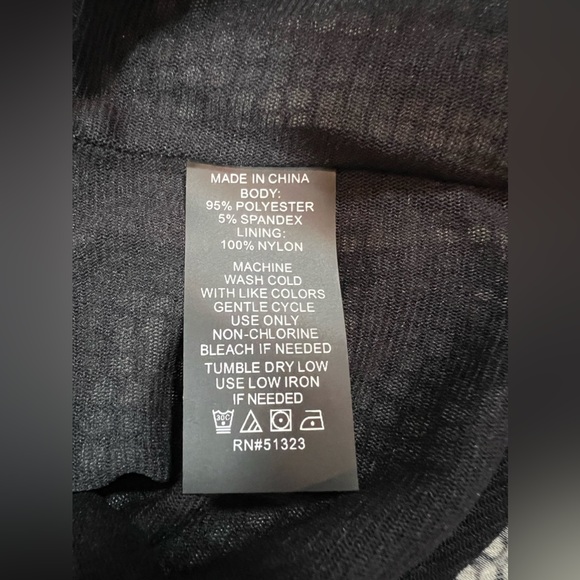 MADE IN CHINA
BODY:
95% POLYESTER
5% SPANDEX
LINING:
100% NYLON
MACHINE
WASH COLD
WITH LIKE COLORS
GENTLE CYCLE
USE ONLY
NON-CHLORINE
BLEACH IF NEEDED
TUMBLE DRY LOW
USE LOW IRON
IF NEEDED
30C
RN#51323